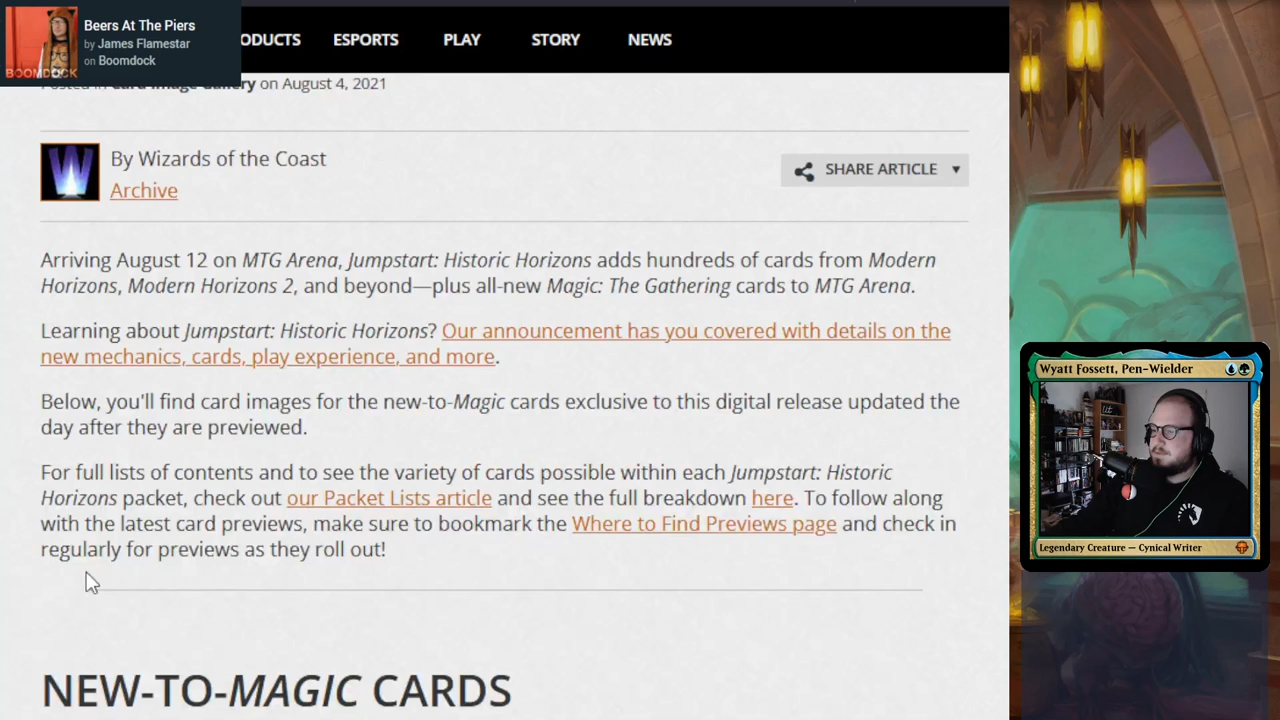 Beers At The Piers
by James Flamestar
on Boomdock
BOOMDOCK
ODUCTS ESPORTS PLAY STORY NEWS
Posted in Card Image Gallery on August 4, 2021
By Wizards of the Coast
Archive
SHARE ARTICLE
Arriving August 12 on MTG Arena, Jumpstart: Historic Horizons adds hundreds of cards from Modern
Horizons, Modern Horizons 2, and beyond—plus all-new Magic: The Gathering cards to MTG Arena.
Learning about Jumpstart: Historic Horizons? Our announcement has you covered with details on the
new mechanics, cards, play experience, and more.
Below, you'll find card images for the new-to-Magic cards exclusive to this digital release updated the
day after they are previewed.
For full lists of contents and to see the variety of cards possible within each Jumpstart: Historic
Horizons packet, check out our Packet Lists article and see the full breakdown here. To follow along
with the latest card previews, make sure to bookmark the Where to Find Previews page and check in
regularly for previews as they roll out!
NEW-TO-MAGIC CARDS
Wyatt Fossett, Pen-Wielder
Legendary Creature — Cynical Writer